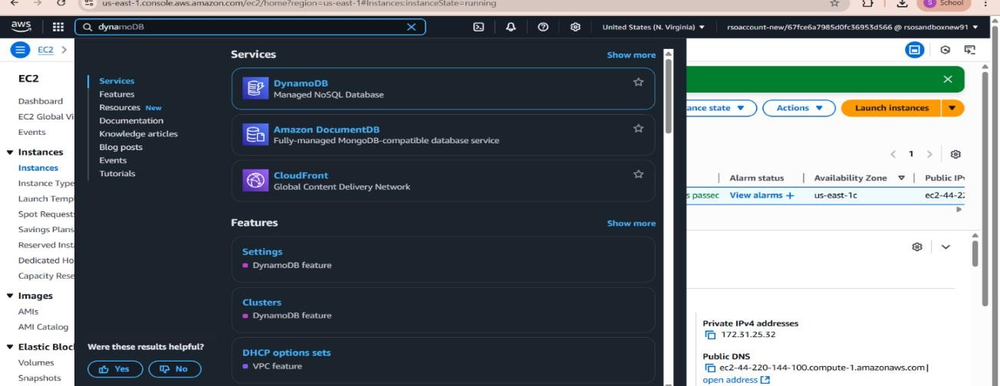 us-east-1.console.aws.amazon.com/ec2/home?region=us-east-1#Instances:instanceState=running
S School
aws
dynamoDB
United States (N. Virginia)
rsoaccount-new/67fce6a7985d0fc36953d566 @ rsosandboxnew91
EC2
EC2
Dashboard
EC2 Global Vi
Events
Instances
Instances
Instance Type
Launch Templ
Spot Requests
Savings Plans
Reserved Inst
Dedicated Ho
Capacity Rese
Images
AMIs
AMI Catalog
Elastic Block
Volumes
Snapshots
Services
Features
Resources New
Documentation
Knowledge articles
Blog posts
Events
Tutorials
Were these results helpful?
Yes
No
Services
Show more
DynamoDB
Managed NoSQL Database
Amazon DocumentDB
Fully-managed MongoDB-compatible database service
CloudFront
Global Content Delivery Network
Features
Show more
Settings
DynamoDB feature
Clusters
DynamoDB feature
DHCP options sets
VPC feature
ance state
Actions
Launch instances
1
Alarm status
Availability Zone
Public IPv
s passec
View alarms +
us-east-1c
ec2-44-22
Private IPv4 addresses
172.31.25.32
Public DNS
ec2-44-220-144-100.compute-1.amazonaws.com |
open address